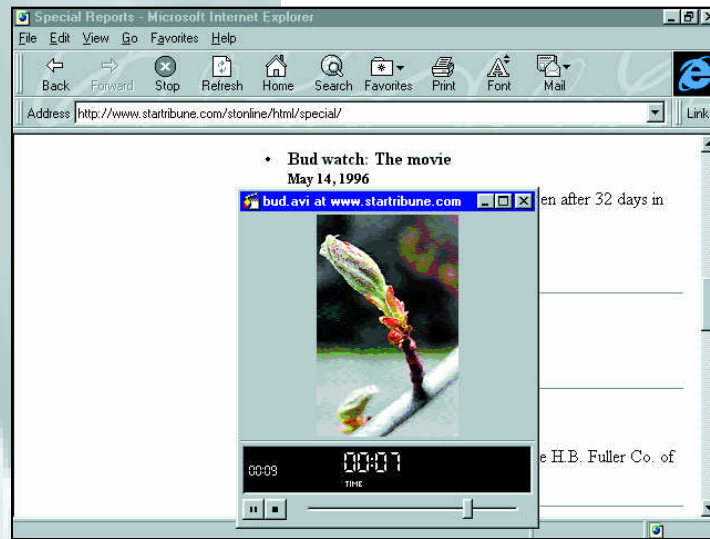 Special Reports - Microsoft Internet Explorer
File Edit View Go Favorites Help
Back Forward Stop Refresh Home Search Favorites Print Font Mail
Address http://www.startribune.com/stonline/html/special/ Link
• Bud watch: The movie
May 14, 1996
bud.avi at www.startribune.com
en after 32 days in
e H.B. Fuller Co. of
00:09 00:07
TIME